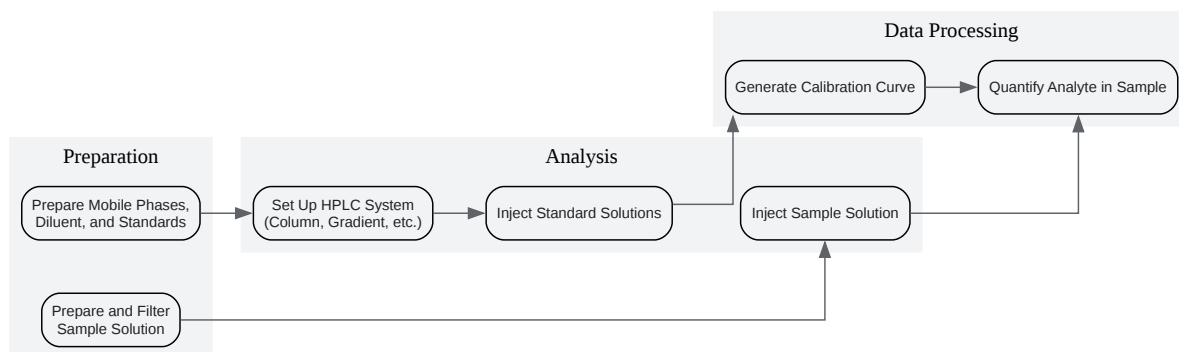 Data Processing
Generate Calibration Curve
Quantify Analyte in Sample
Preparation
Analysis
Prepare Mobile Phases,
Diluent, and Standards
Set Up HPLC System
(Column, Gradient, etc.)
Inject Standard Solutions
Inject Sample Solution
Prepare and Filter
Sample Solution